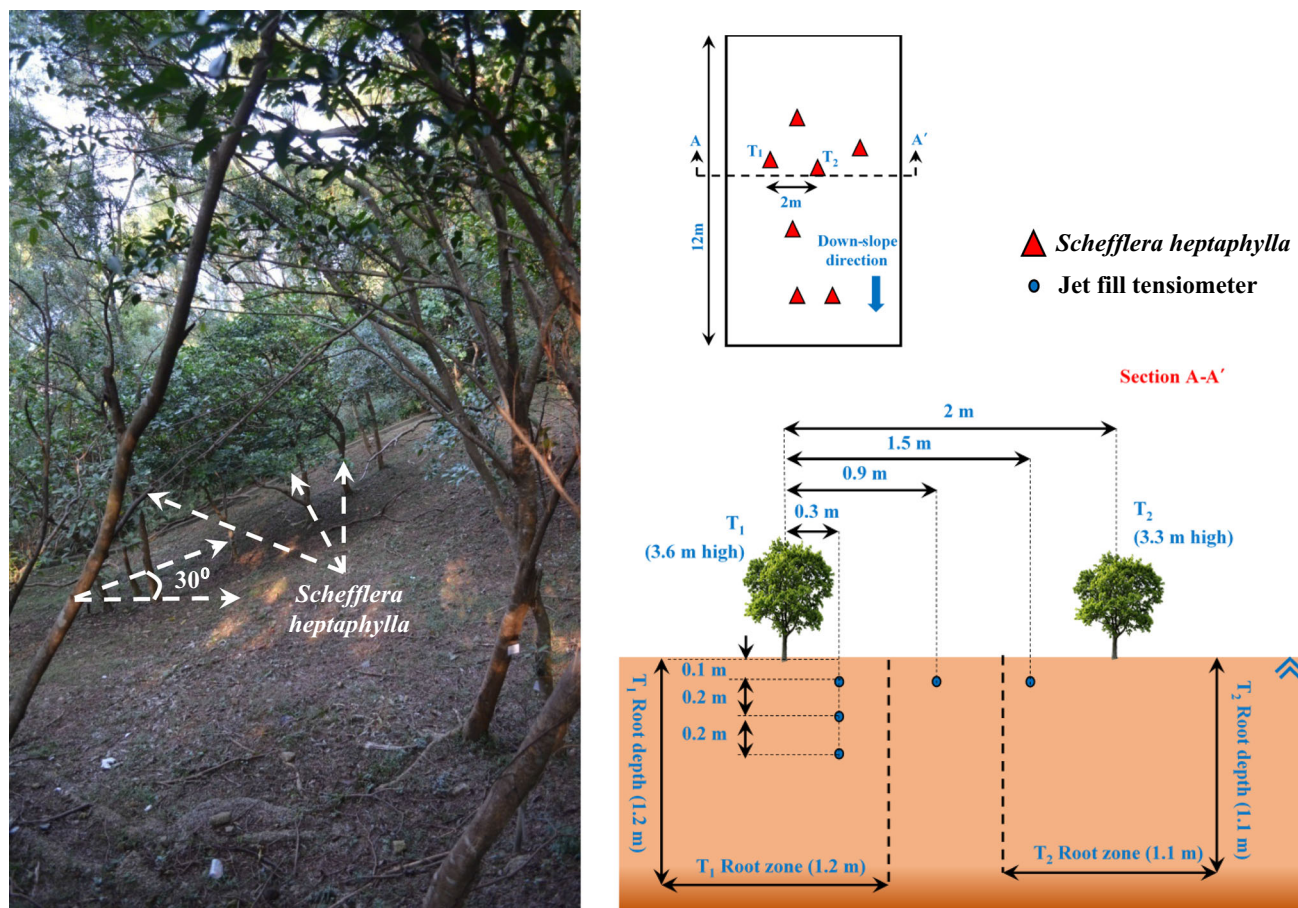 30⁰
Schefflera
heptaphylla
A
A′
T₁
T₂
2m
12m
Down-slope
direction
Schefflera heptaphylla
Jet fill tensiometer
Section A-A′
2 m
1.5 m
0.9 m
0.3 m
T₁
(3.6 m high)
T₂
(3.3 m high)
0.1 m
0.2 m
0.2 m
T₁ Root depth (1.2 m)
T₂ Root depth (1.1 m)
T₁ Root zone (1.2 m)
T₂ Root zone (1.1 m)